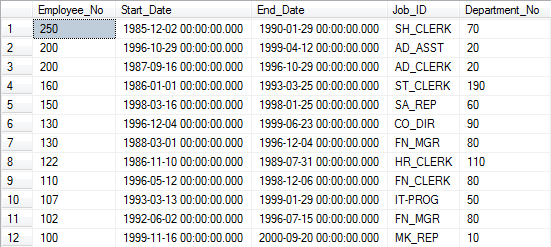 Employee_No Start_Date End_Date Job_ID Department_No
1 250 1985-12-02 00:00:00.000 1990-01-29 00:00:00.000 SH_CLERK 70
2 200 1996-10-29 00:00:00.000 1999-04-12 00:00:00.000 AD_ASST 20
3 200 1987-09-16 00:00:00.000 1996-10-29 00:00:00.000 AD_CLERK 20
4 160 1986-01-01 00:00:00.000 1993-03-25 00:00:00.000 ST_CLERK 190
5 150 1998-03-16 00:00:00.000 1998-01-25 00:00:00.000 SA_REP 60
6 130 1996-12-04 00:00:00.000 1999-06-23 00:00:00.000 CO_DIR 90
7 130 1988-03-01 00:00:00.000 1996-12-04 00:00:00.000 FN_MGR 80
8 122 1986-11-10 00:00:00.000 1989-07-31 00:00:00.000 HR_CLERK 110
9 110 1996-05-12 00:00:00.000 1998-12-06 00:00:00.000 FN_CLERK 80
10 107 1993-03-13 00:00:00.000 1999-01-29 00:00:00.000 IT-PROG 50
11 102 1992-06-02 00:00:00.000 1996-07-15 00:00:00.000 FN_MGR 80
12 100 1999-11-16 00:00:00.000 2000-09-20 00:00:00.000 MK_REP 10